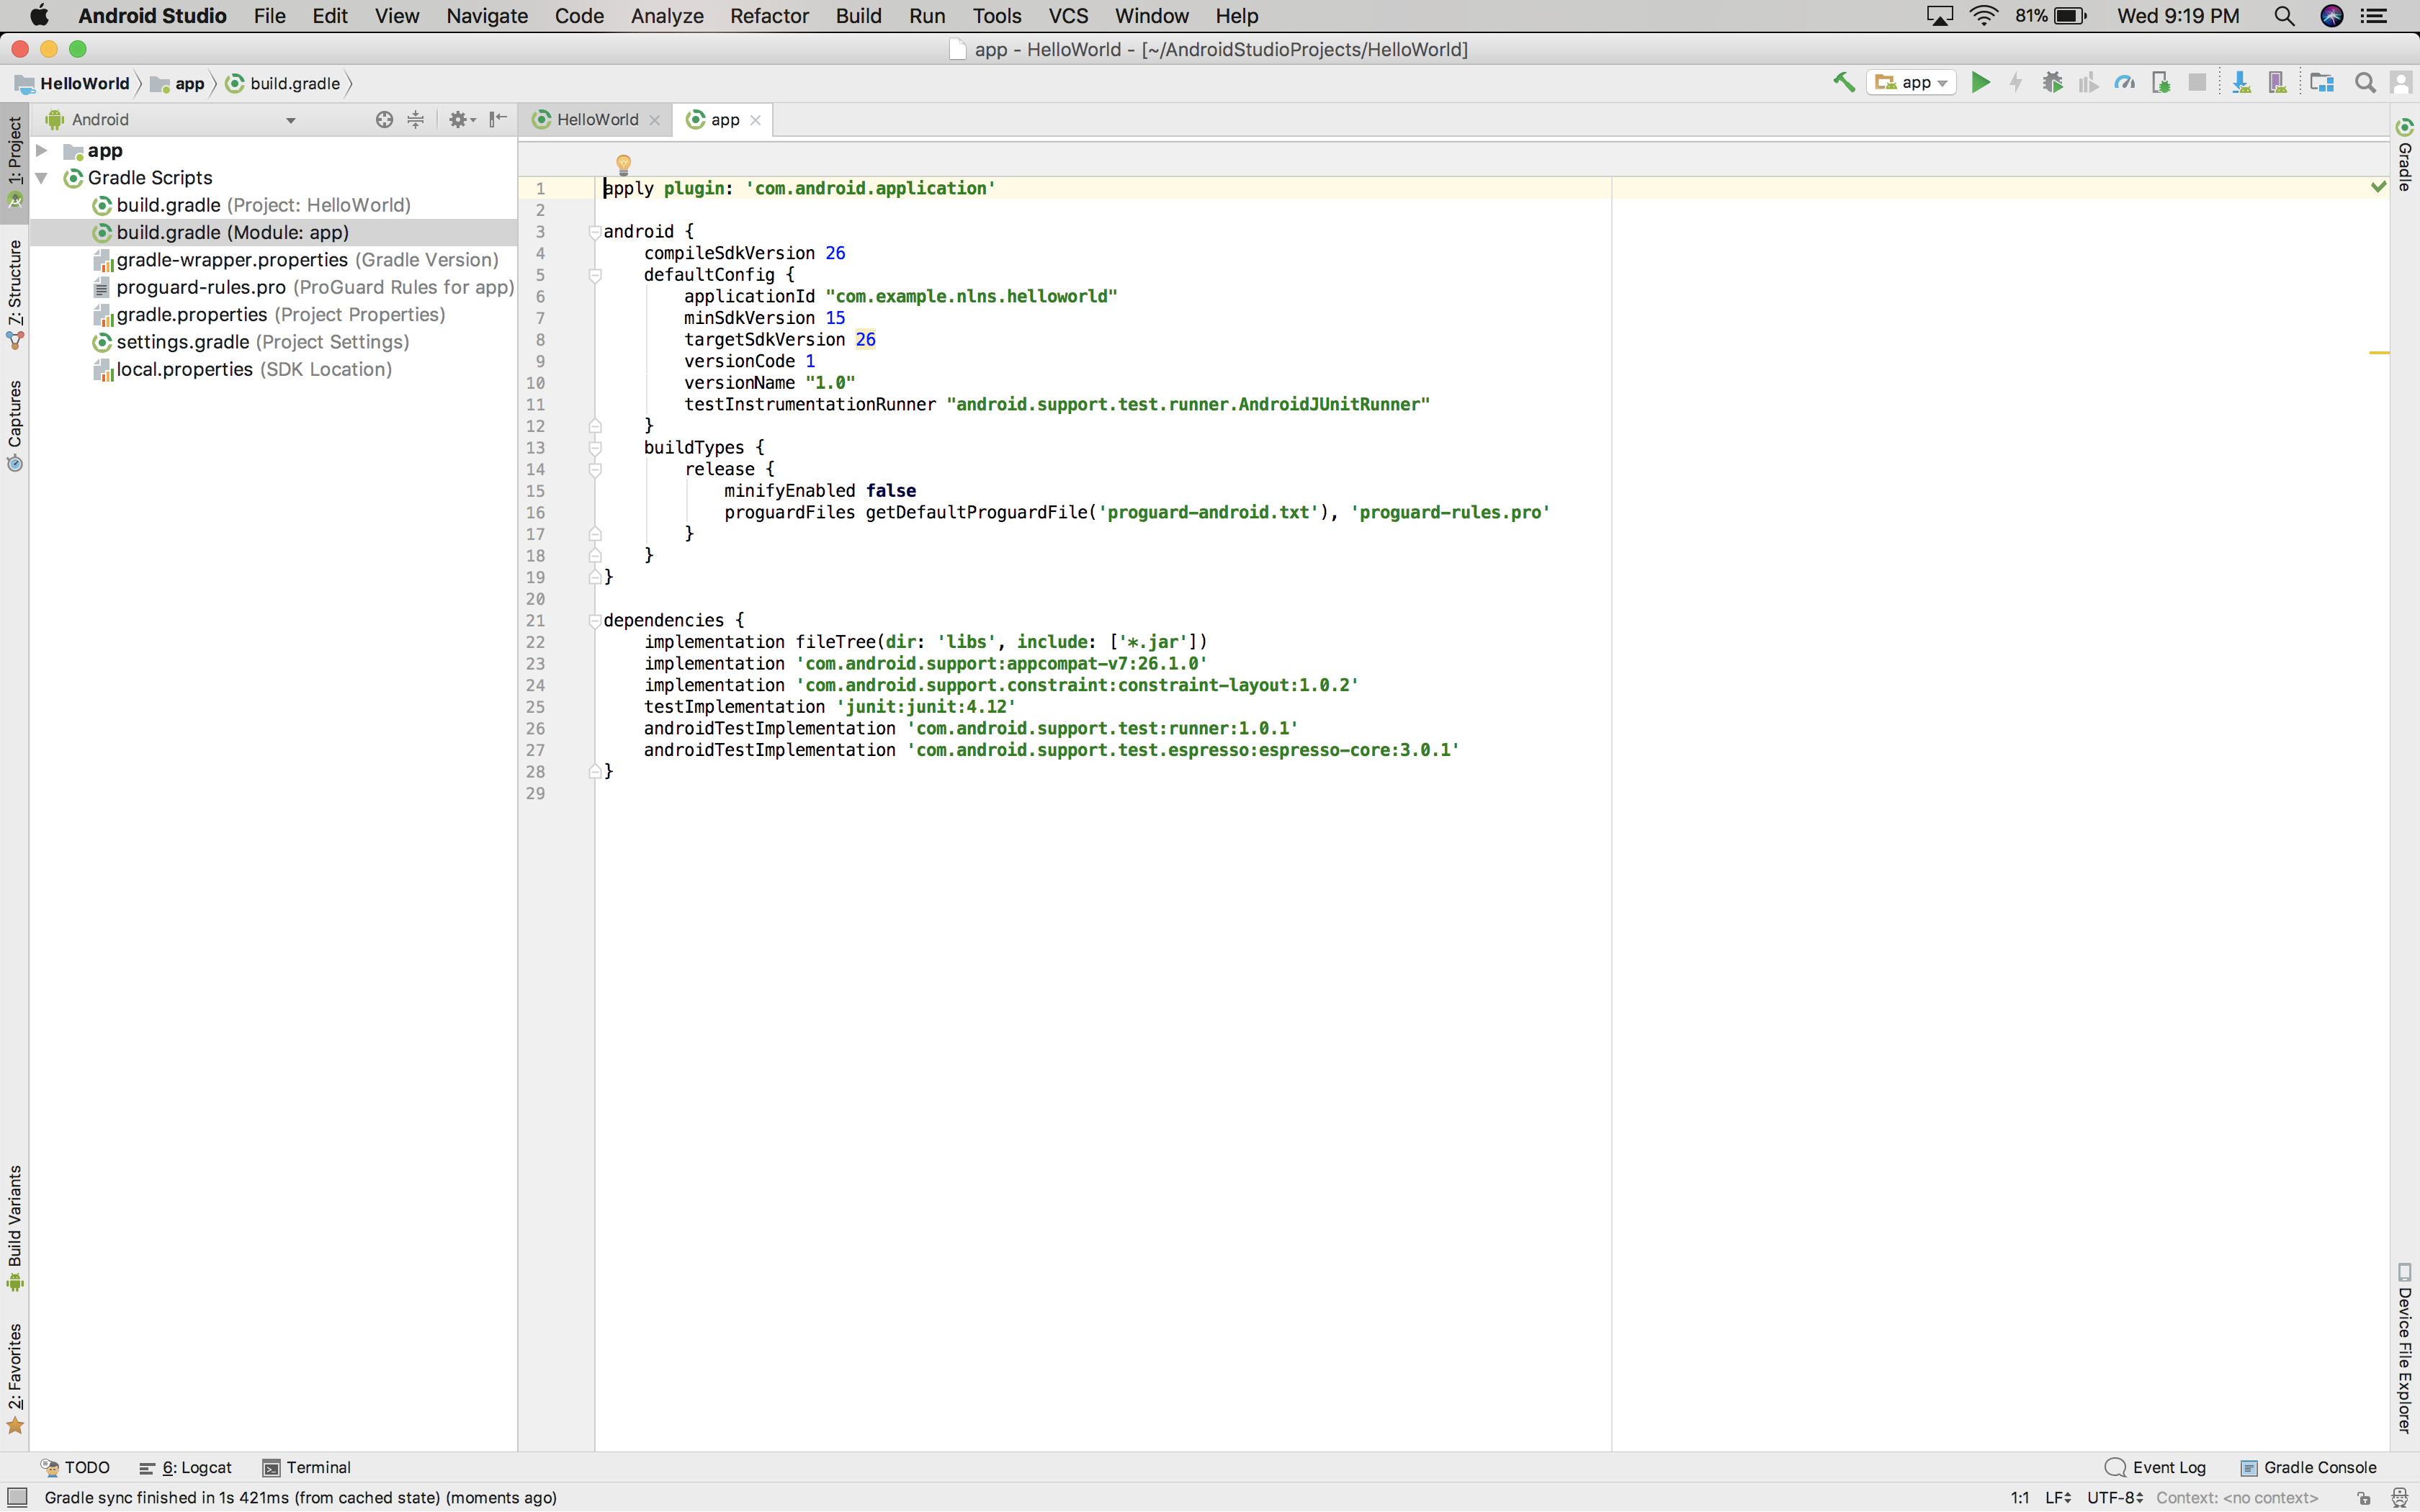 Android Studio File Edit View Navigate Code Analyze Refactor Build Run Tools VCS Window Help 81% Wed 9:19 PM
app - HelloWorld - [~/AndroidStudioProjects/HelloWorld]
HelloWorld app build.gradle app
Android HelloWorld app
1: Project
7: Structure
Captures
Build Variants
2: Favorites
app
Gradle Scripts
build.gradle (Project: HelloWorld)
build.gradle (Module: app)
gradle-wrapper.properties (Gradle Version)
proguard-rules.pro (ProGuard Rules for app)
gradle.properties (Project Properties)
settings.gradle (Project Settings)
local.properties (SDK Location)
1 apply plugin: 'com.android.application'
2
3 android {
4 compileSdkVersion 26
5 defaultConfig {
6 applicationId "com.example.nlns.helloworld"
7 minSdkVersion 15
8 targetSdkVersion 26
9 versionCode 1
10 versionName "1.0"
11 testInstrumentationRunner "android.support.test.runner.AndroidJUnitRunner"
12 }
13 buildTypes {
14 release {
15 minifyEnabled false
16 proguardFiles getDefaultProguardFile('proguard-android.txt'), 'proguard-rules.pro'
17 }
18 }
19 }
20
21 dependencies {
22 implementation fileTree(dir: 'libs', include: ['*.jar'])
23 implementation 'com.android.support:appcompat-v7:26.1.0'
24 implementation 'com.android.support.constraint:constraint-layout:1.0.2'
25 testImplementation 'junit:junit:4.12'
26 androidTestImplementation 'com.android.support.test:runner:1.0.1'
27 androidTestImplementation 'com.android.support.test.espresso:espresso-core:3.0.1'
28 }
29
Gradle
Device File Explorer
TODO 6: Logcat Terminal Event Log Gradle Console
Gradle sync finished in 1s 421ms (from cached state) (moments ago) 1:1 LF UTF-8 Context: <no context>